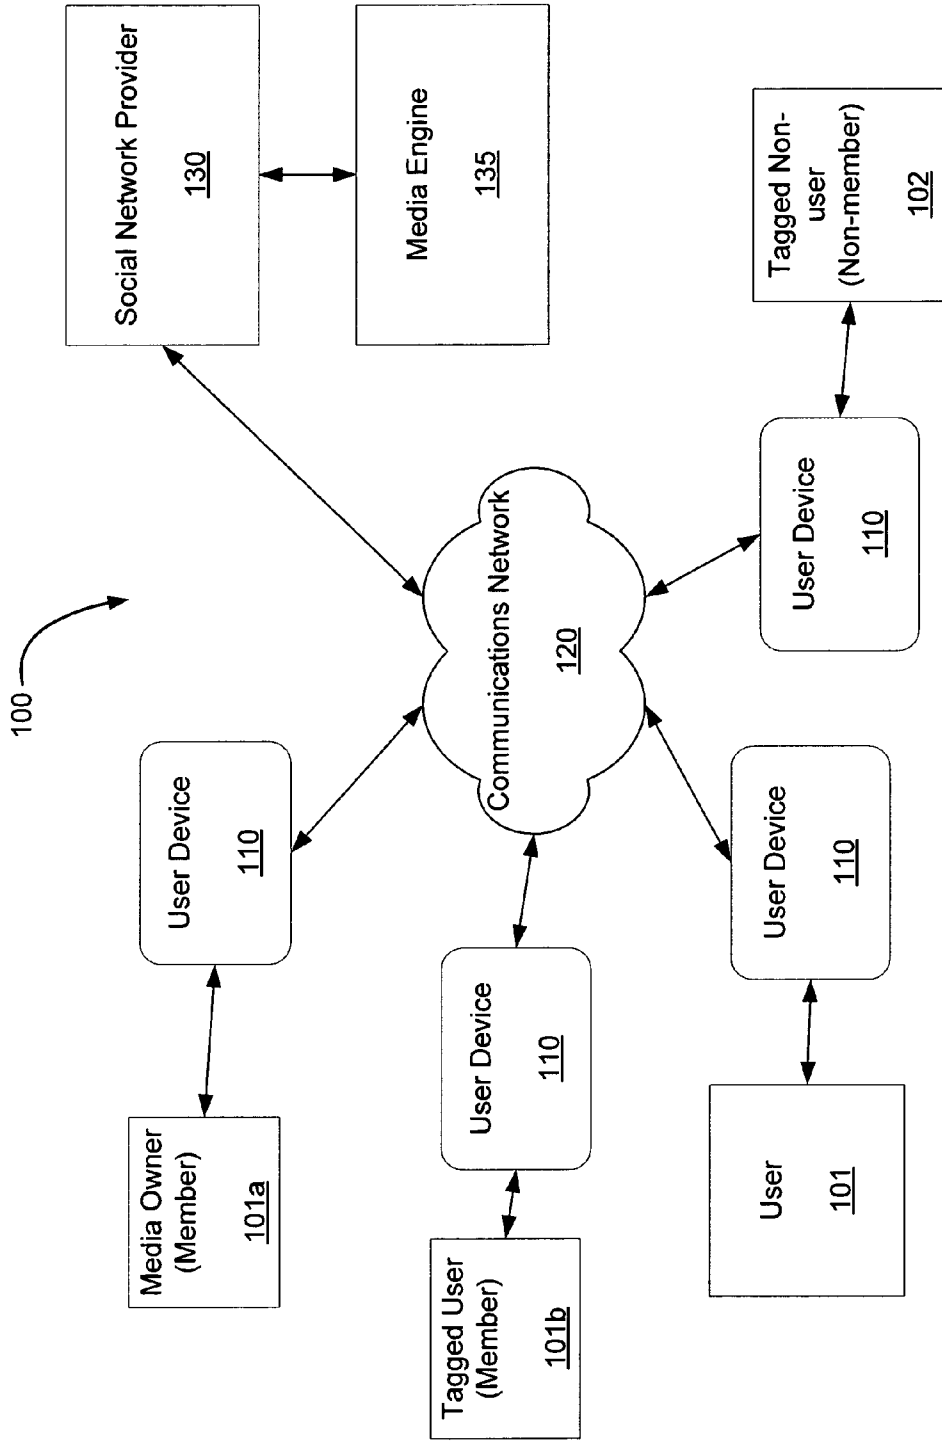 100
Media Owner
(Member)
101a
User Device
110
Social Network Provider
130
Media Engine
135
Tagged User
(Member)
101b
User Device
110
Communications Network
120
User
101
User Device
110
User Device
110
Tagged Non-
user
(Non-member)
102